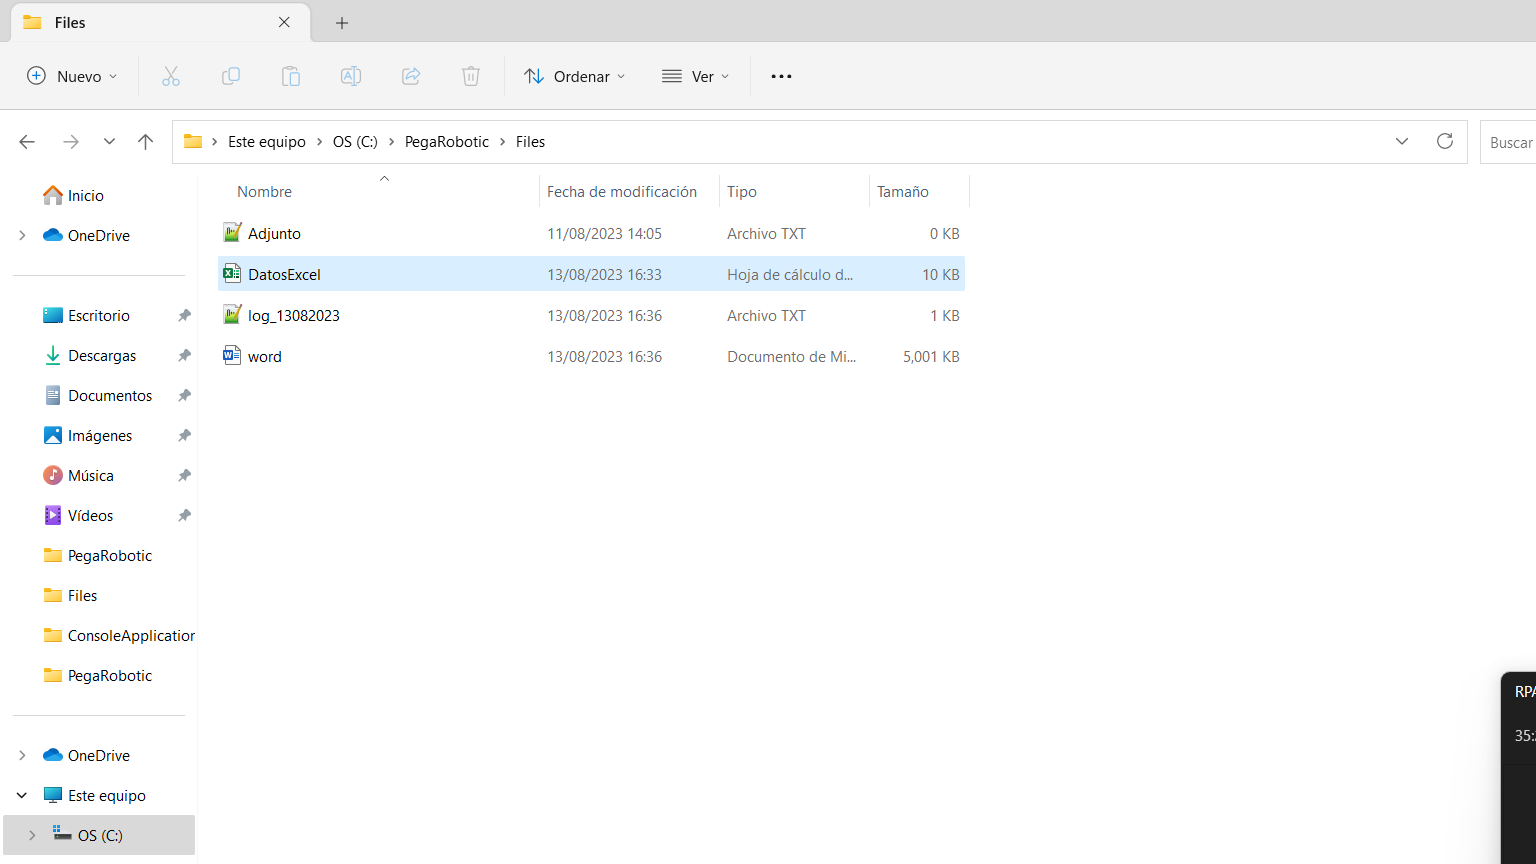 Files
Nuevo
Ordenar
Ver
Este equipo > OS (C:) > PegaRobotic > Files
Buscar
Nombre Fecha de modificación Tipo Tamaño
Adjunto 11/08/2023 14:05 Archivo TXT 0 KB
DatosExcel 13/08/2023 16:33 Hoja de cálculo d... 10 KB
log_13082023 13/08/2023 16:36 Archivo TXT 1 KB
word 13/08/2023 16:36 Documento de Mi... 5,001 KB
Inicio
OneDrive
Escritorio
Descargas
Documentos
Imágenes
Música
Vídeos
PegaRobotic
Files
ConsoleApplication
PegaRobotic
OneDrive
Este equipo
OS (C:)